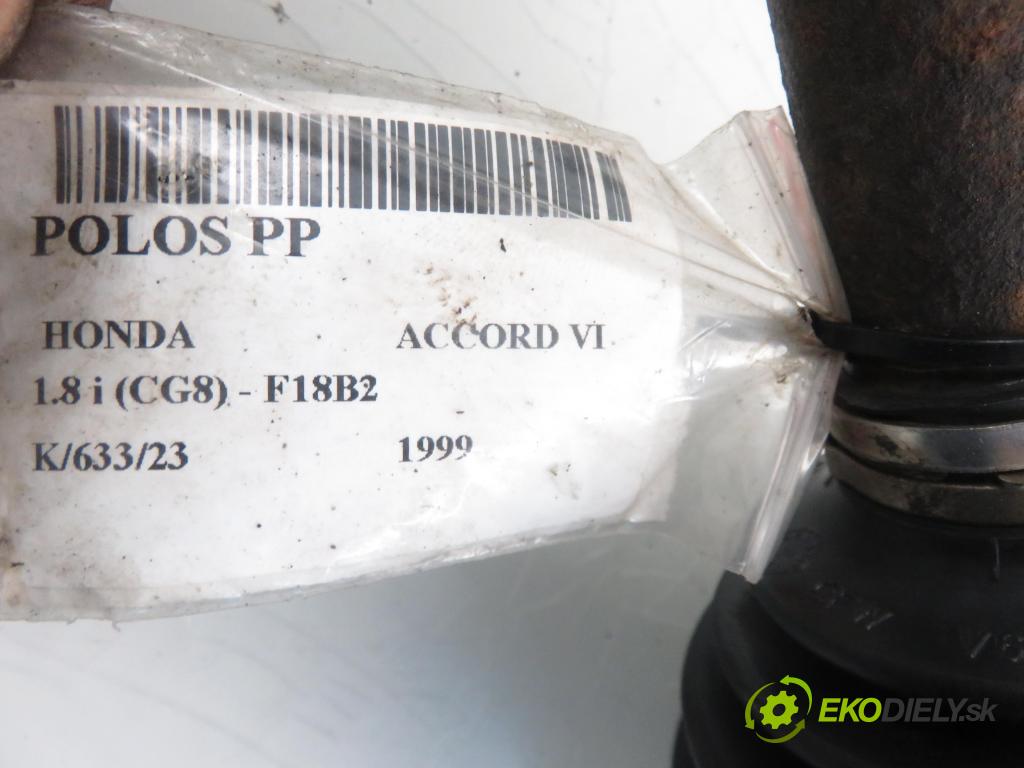 POLOS PP
HONDA ACCORD VI
1.8 i (CG8) - F18B2
K/633/23 1999
EKODIELY.sk